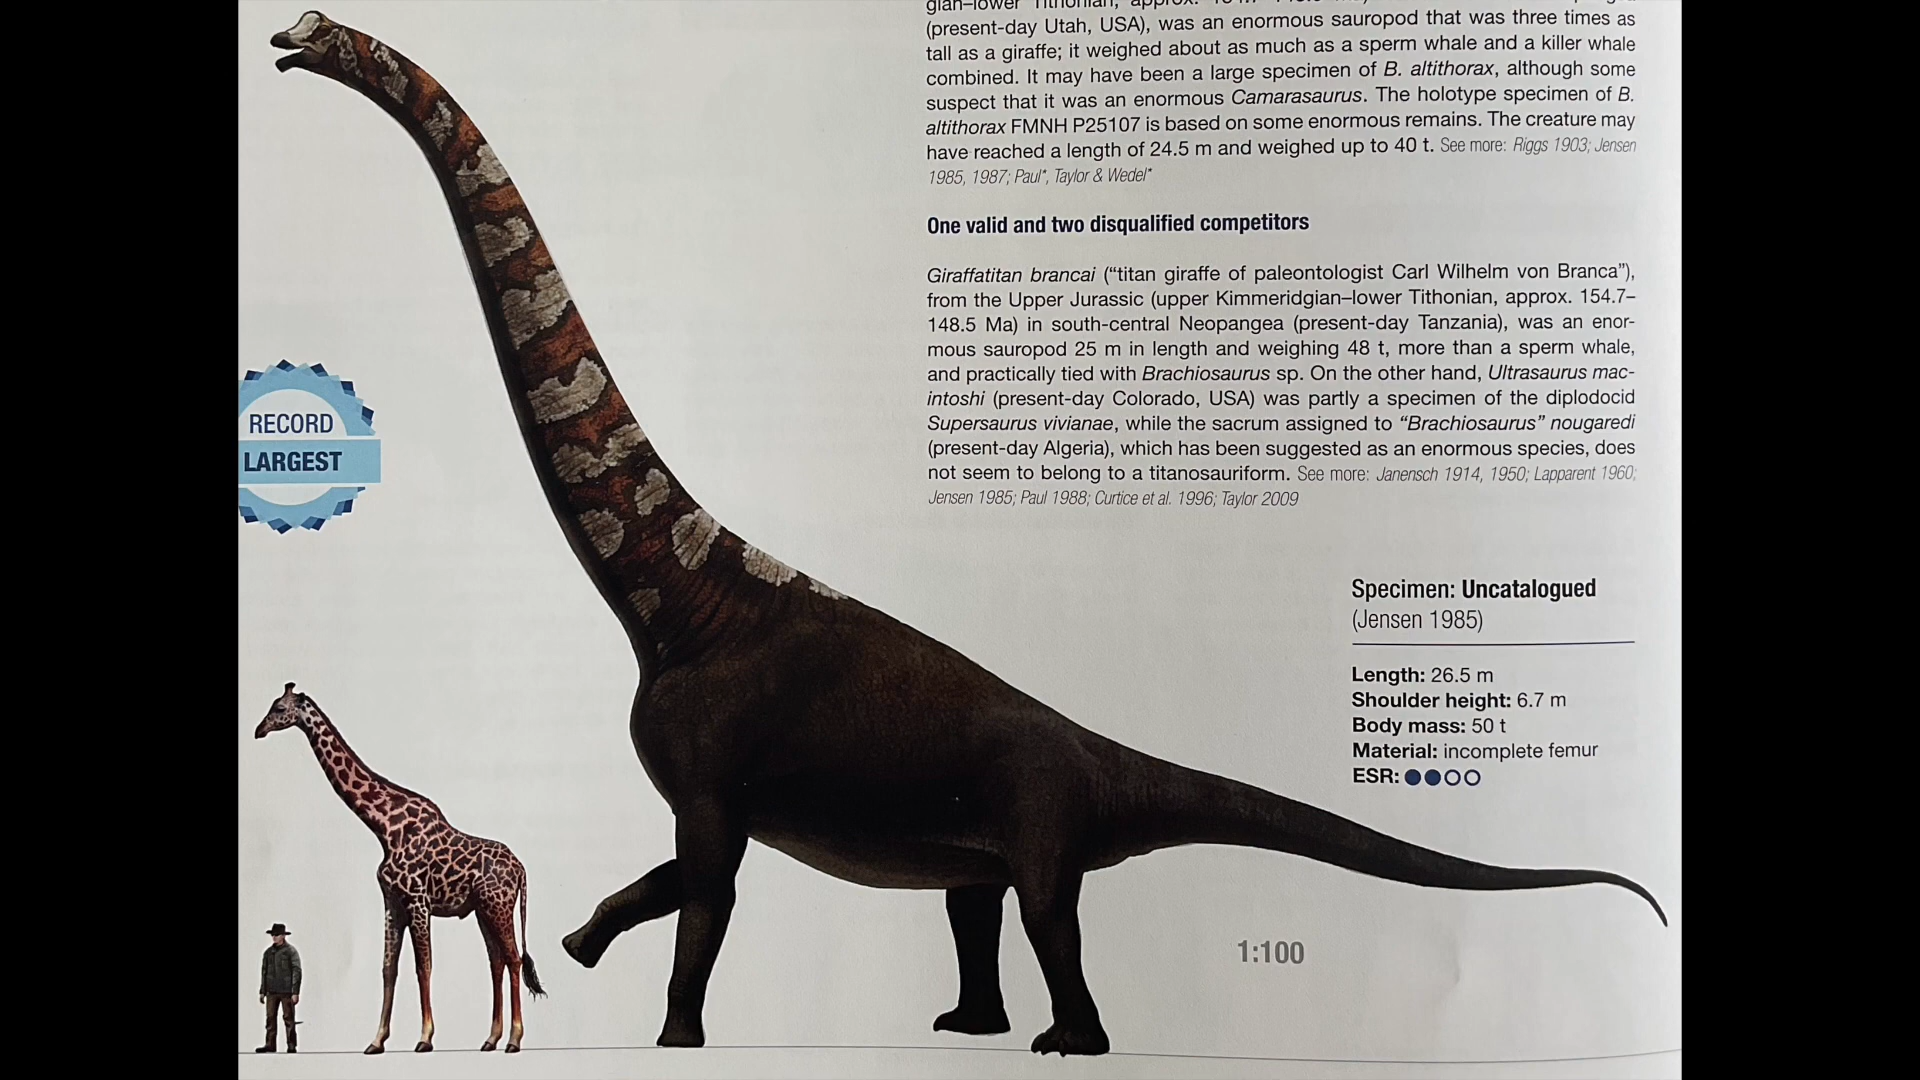 (present-day Utah, USA), was an enormous sauropod that was three times as
tall as a giraffe; it weighed about as much as a sperm whale and a killer whale
combined. It may have been a large specimen of B. altithorax, although some
suspect that it was an enormous Camarasaurus. The holotype specimen of B.
altithorax FMNH P25107 is based on some enormous remains. The creature may
have reached a length of 24.5 m and weighed up to 40 t. See more: Riggs 1903; Jensen
1985, 1987; Paul*, Taylor & Wedel*
One valid and two disqualified competitors
Giraffatitan brancai (“titan giraffe of paleontologist Carl Wilhelm von Branca”),
from the Upper Jurassic (upper Kimmeridgian–lower Tithonian, approx. 154.7–
148.5 Ma) in south-central Neopangea (present-day Tanzania), was an enor-
mous sauropod 25 m in length and weighing 48 t, more than a sperm whale,
and practically tied with Brachiosaurus sp. On the other hand, Ultrasaurus mac-
intoshi (present-day Colorado, USA) was partly a specimen of the diplodocid
Supersaurus vivianae, while the sacrum assigned to “Brachiosaurus” nougaredi
(present-day Algeria), which has been suggested as an enormous species, does
not seem to belong to a titanosauriform. See more: Janensch 1914, 1950; Lapparent 1960;
Jensen 1985; Paul 1988; Curtice et al. 1996; Taylor 2009
RECORD
LARGEST
Specimen: Uncatalogued
(Jensen 1985)
Length: 26.5 m
Shoulder height: 6.7 m
Body mass: 50 t
Material: incomplete femur
ESR:
1:100